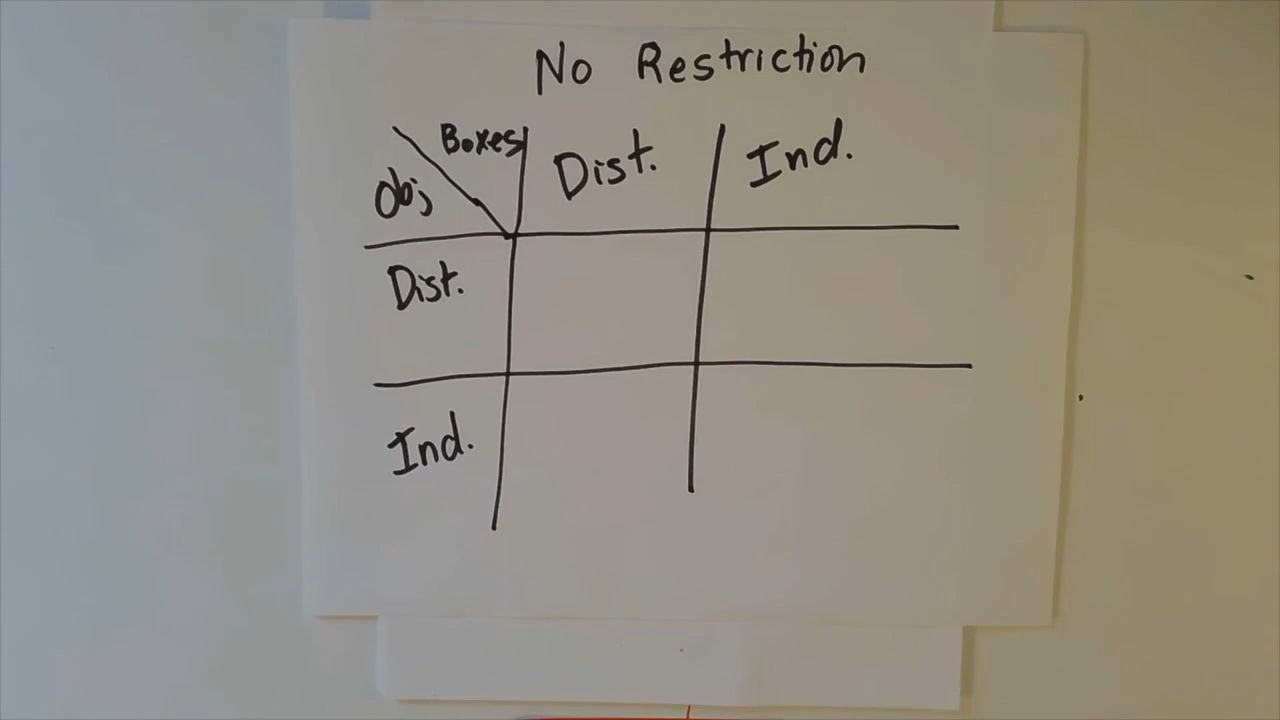 No Restriction
Boxes Dist. Ind.
Obj
Dist.
Ind.